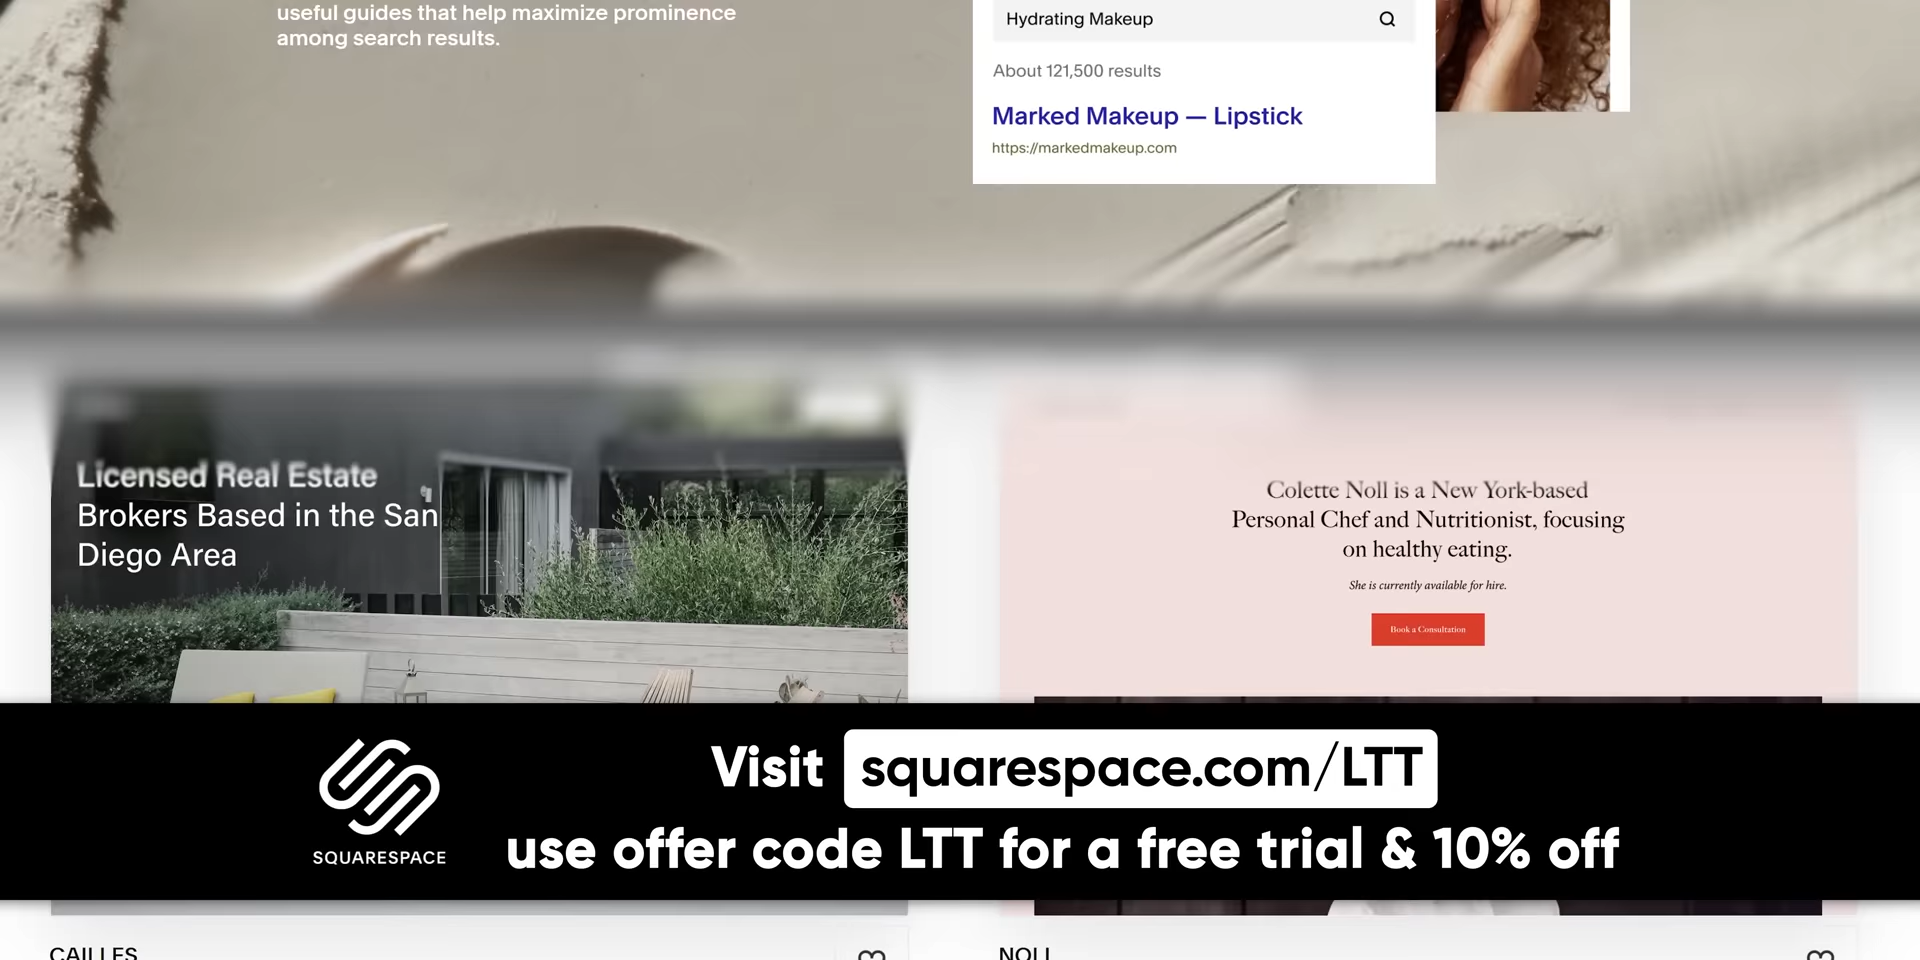 useful guides that help maximize prominence
among search results.
Hydrating Makeup
About 121,500 results
Marked Makeup — Lipstick
https://markedmakeup.com
Licensed Real Estate
Brokers Based in the San
Diego Area
Colette Noll is a New York-based
Personal Chef and Nutritionist, focusing
on healthy eating.
She is currently available for hire.
Book a Consultation
SQUARESPACE
Visit squarespace.com/LTT
use offer code LTT for a free trial & 10% off
CAILLES
NOLL